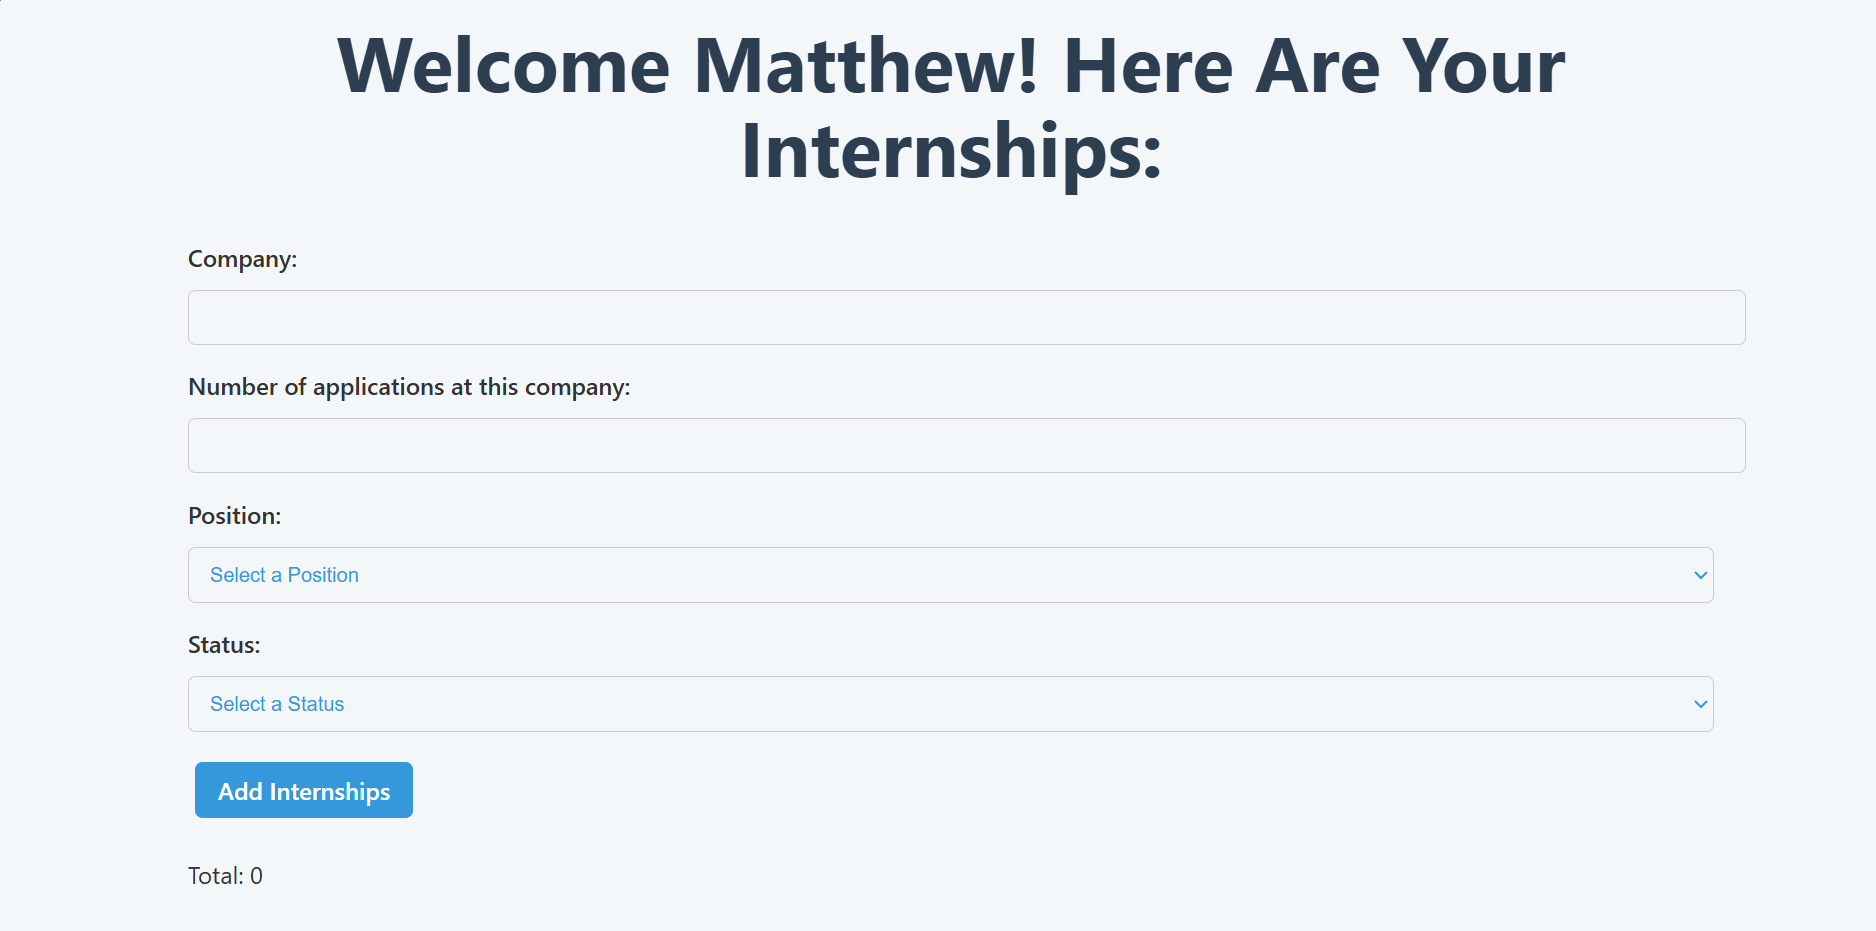 Welcome Matthew! Here Are Your
Internships:
Company:
Number of applications at this company:
Position:
Select a Position
Status:
Select a Status
Add Internships
Total: 0